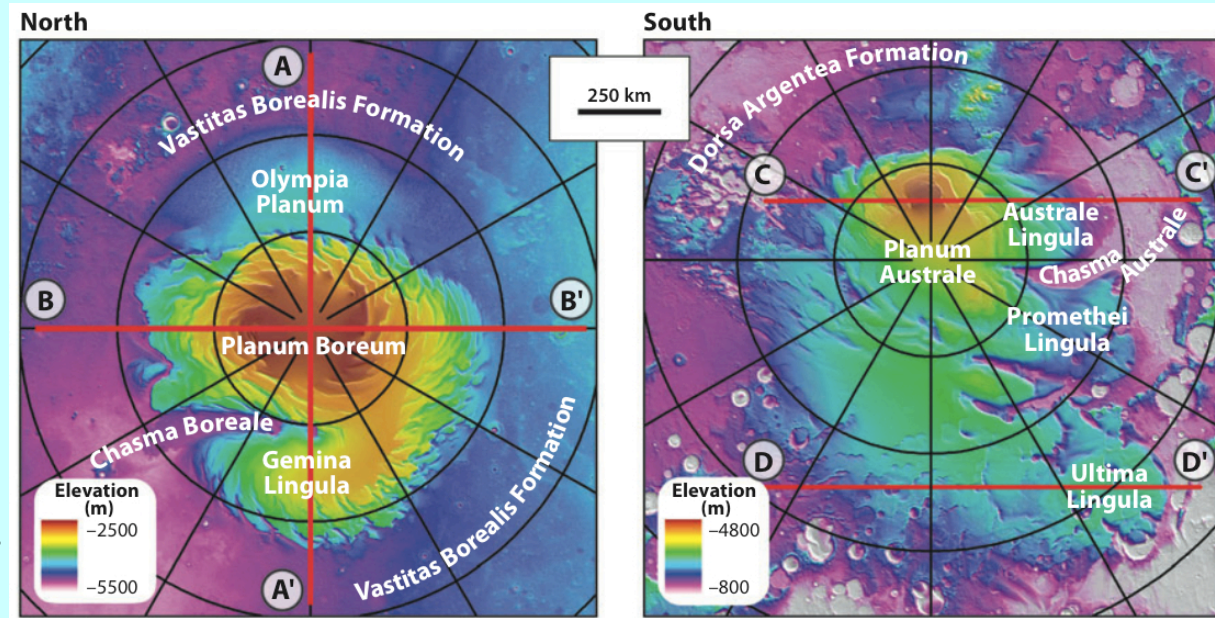 North
South
A
Vastitas Borealis Formation
Olympia
Planum
B
B'
Planum Boreum
Chasma Boreale
Gemina
Lingula
Vastitas Borealis Formation
A'
Elevation
(m)
–2500
–5500
250 km
Dorsa Argentea Formation
C
C'
Australe
Lingula
Planum
Australe
Chasma
Australe
Promethei
Lingula
D
D'
Ultima
Lingula
Elevation
(m)
–4800
–800